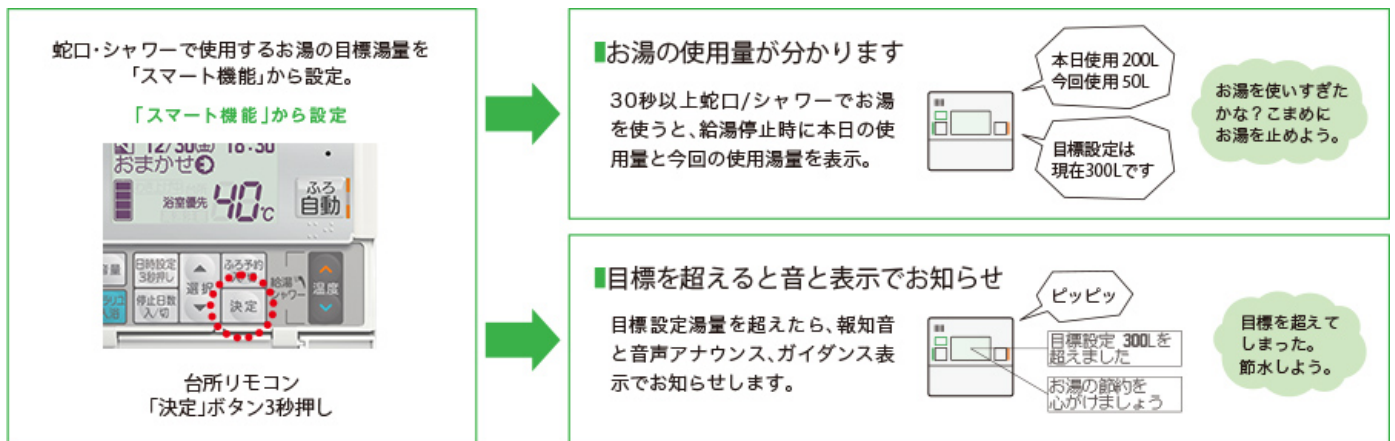 蛇口・シャワーで使用するお湯の目標湯量を
「スマート機能」から設定。
「スマート機能」から設定
12/30㊎ 18:30
おまかせ
浴室優先 40℃
ふろ
自動
日時設定
3秒押し
選択
ふろ予約
給湯
シャワー
温度
停止日数
入/切
決定
台所リモコン
「決定」ボタン3秒押し
お湯の使用量が分かります
30秒以上蛇口/シャワーでお湯
を使うと、給湯停止時に本日の使
用量と今回の使用湯量を表示。
本日使用 200L
今回使用 50L
目標設定は
現在300Lです
お湯を使いすぎた
かな？こまめに
お湯を止めよう。
目標を超えると音と表示でお知らせ
目標設定湯量を超えたら、報知音
と音声アナウンス、ガイダンス表
示でお知らせします。
ピッピッ
目標設定 300Lを
超えました
お湯の節約を
心がけましょう
目標を超えて
しまった。
節水しよう。